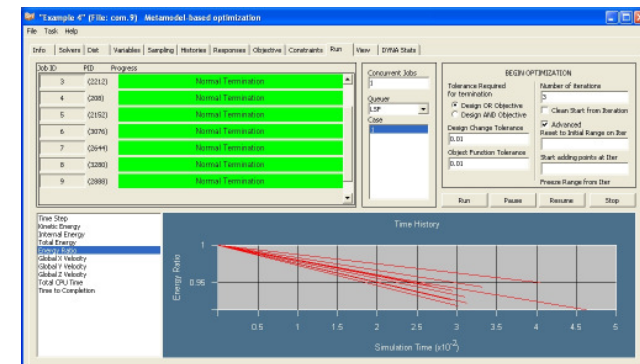 "Example 4" (File: com.9) Metamodel-based optimization
File Task Help
Info Solvers Dist Variables Sampling Histories Responses Objective Constraints Run View DYNA Stats
Job ID PID Progress
3 (2212) Normal Termination
4 (208) Normal Termination
5 (2152) Normal Termination
6 (3076) Normal Termination
7 (2644) Normal Termination
8 (3280) Normal Termination
9 (2888) Normal Termination
Concurrent Jobs
Queuer
LSF
Case
1
BEGIN OPTIMIZATION
Tolerance Required
for termination
Design OR Objective
Design AND Objective
Design Change Tolerance
0.01
Object Function Tolerance
0.01
Number of iterations
3
Clean Start from Iteration
Advanced
Reset to Initial Range on Iter
Start adding points at Iter
Freeze Range from Iter
Run Pause Resume Stop
Time Step
Kinetic Energy
Internal Energy
Total Energy
Energy Ratio
Global X Velocity
Global Y Velocity
Global Z Velocity
Total CPU Time
Time to Completion
Time History
Energy Ratio
1
0.95
0.5 1 1.5 2 2.5 3 3.5 4 4.5 5
Simulation Time (x10⁻²)